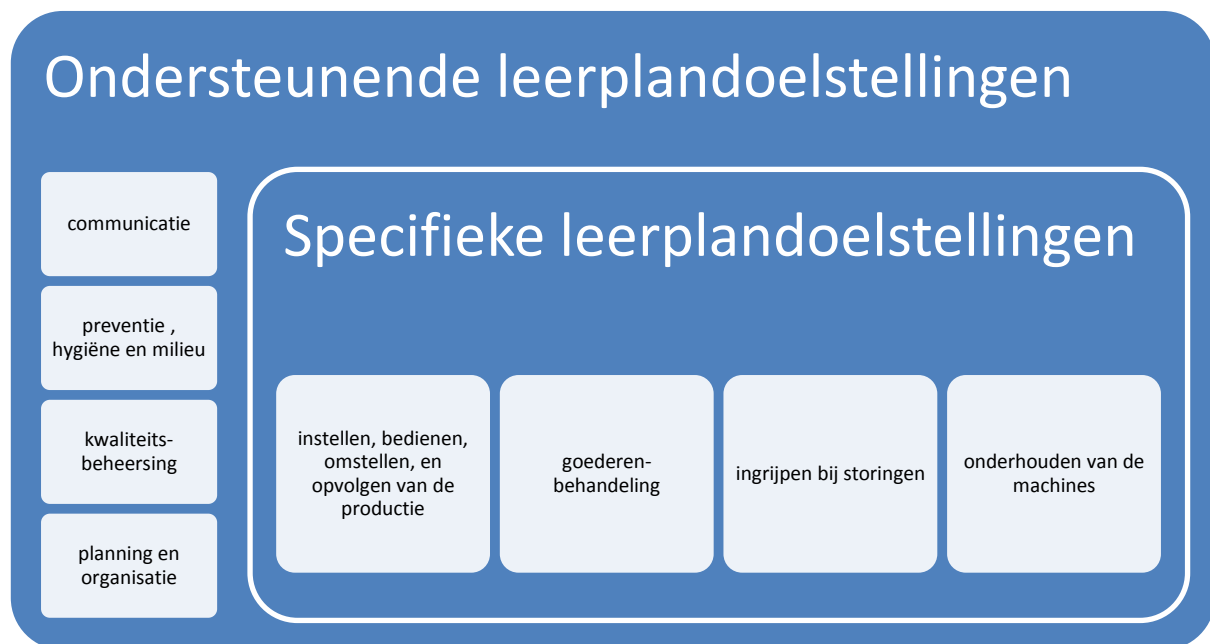 Ondersteunende leerplandoelstellingen
communicatie
preventie ,
hygiëne en milieu
kwaliteits-
beheersing
planning en
organisatie
Specifieke leerplandoelstellingen
instellen, bedienen,
omstellen, en
opvolgen van de
productie
goederen-
behandeling
ingrijpen bij storingen
onderhouden van de
machines